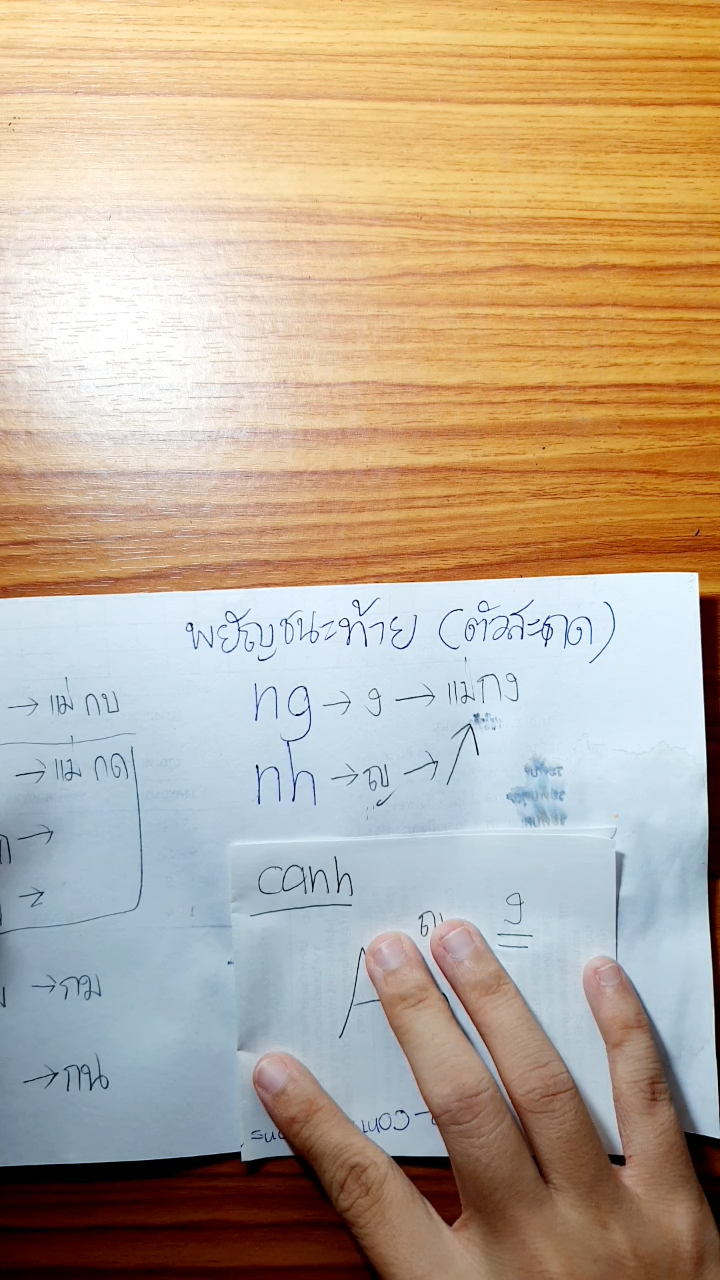 พยัญชนะท้าย (ตัวสะกด)
→ แม่ กบ
ng → ง → แม่กง
→ แม่ กด
nh → ญ → ↗
→
→
canh
ญ ง
A
→ กม
→ กน